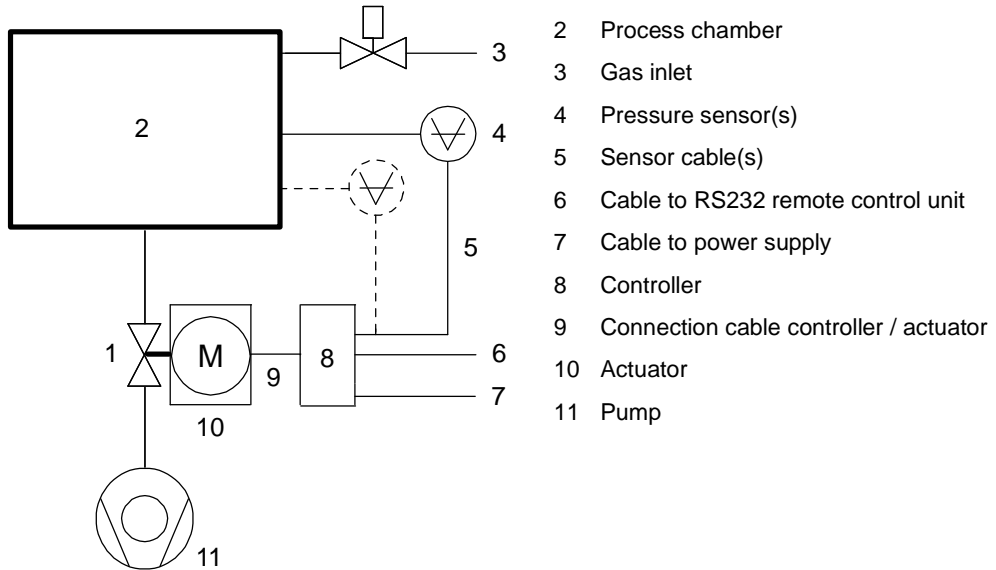 2 Process chamber
3 Gas inlet
4 Pressure sensor(s)
5 Sensor cable(s)
6 Cable to RS232 remote control unit
7 Cable to power supply
8 Controller
9 Connection cable controller / actuator
10 Actuator
11 Pump
3
2
4
5
1
M
8
6
9
7
10
11